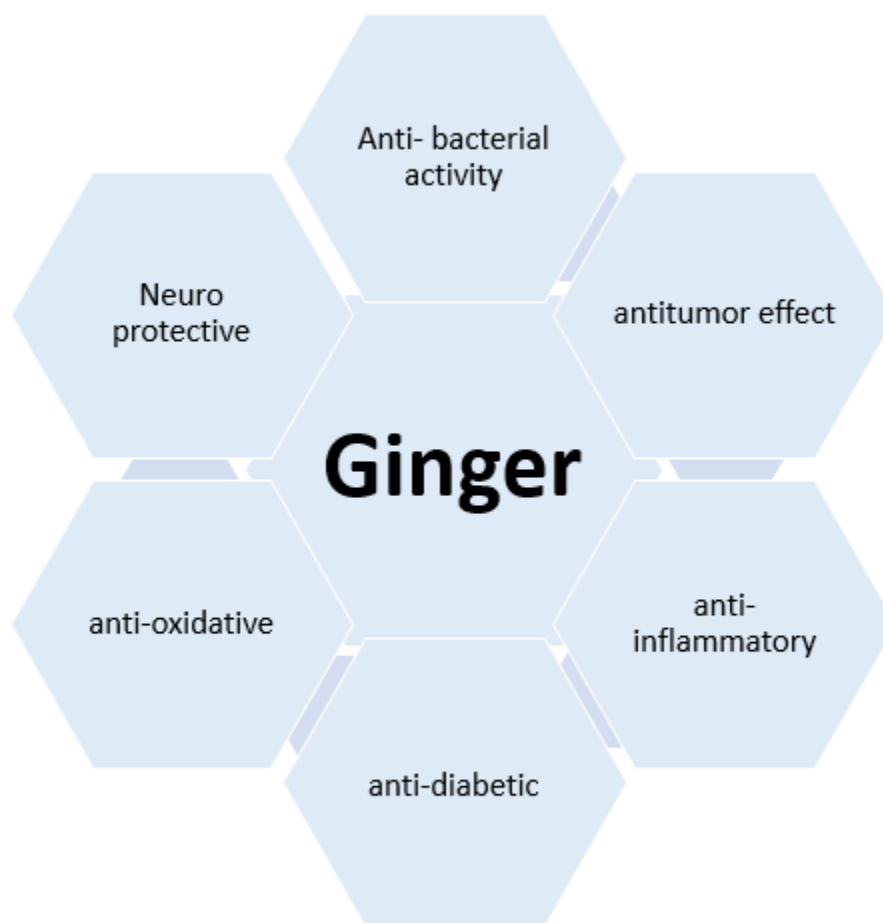 Anti- bacterial
activity
Neuro
protective
antitumor effect
Ginger
anti-oxidative
anti-
inflammatory
anti-diabetic